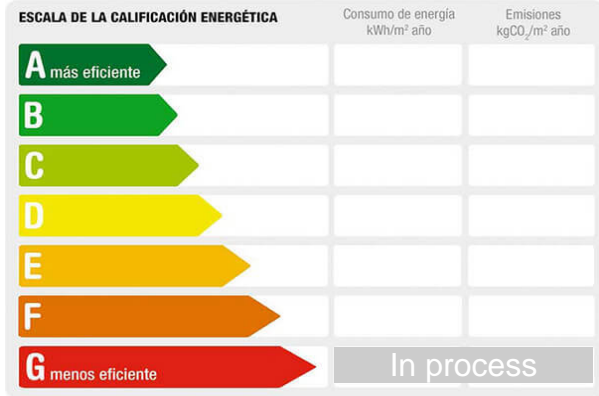 ESCALA DE LA CALIFICACIÓN ENERGÉTICA
Consumo de energía
kWh/m² año
Emisiones
kgCO₂/m² año
A más eficiente
B
C
D
E
F
G menos eficiente
In process